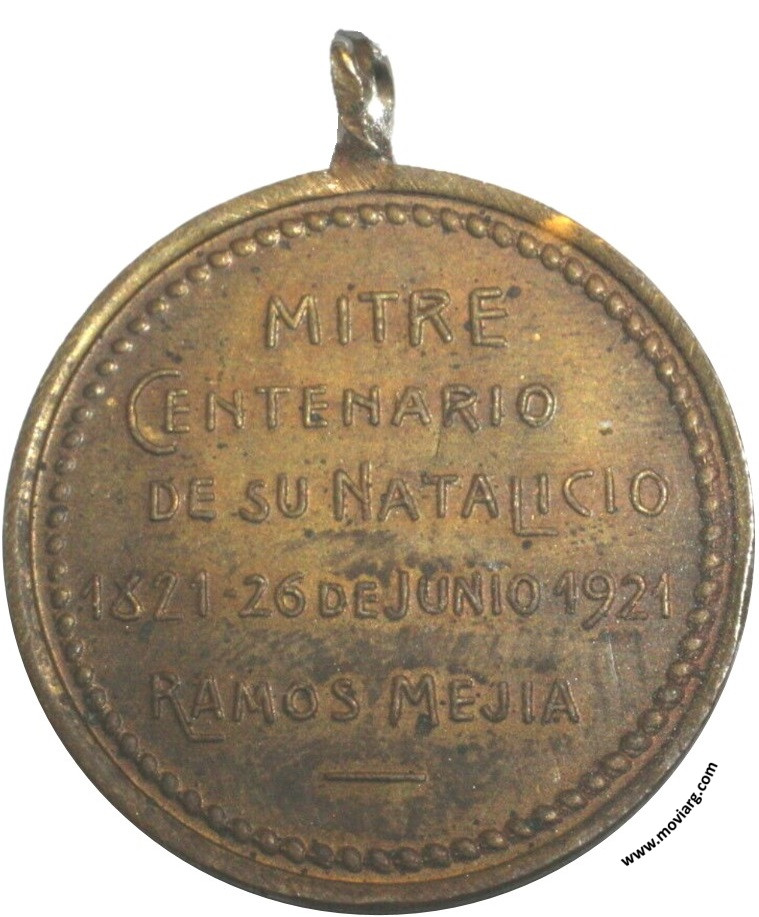 MITRE
CENTENARIO
DE SU NATALICIO
1821-26 DE JUNIO 1921
RAMOS MEJIA
www.moviarg.com